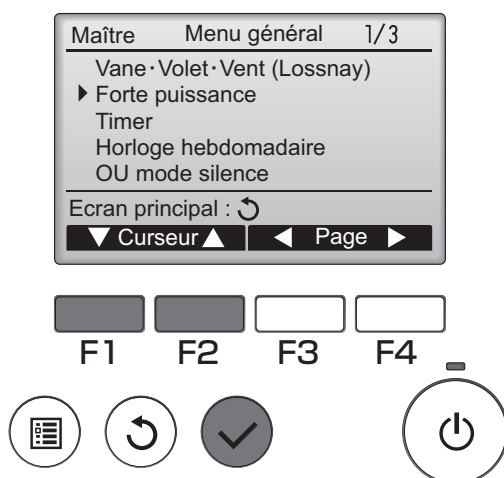 Maître Menu général 1/3
Vane·Volet·Vent (Lossnay)
Forte puissance
Timer
Horloge hebdomadaire
OU mode silence
Ecran principal :
Curseur Page
F1 F2 F3 F4